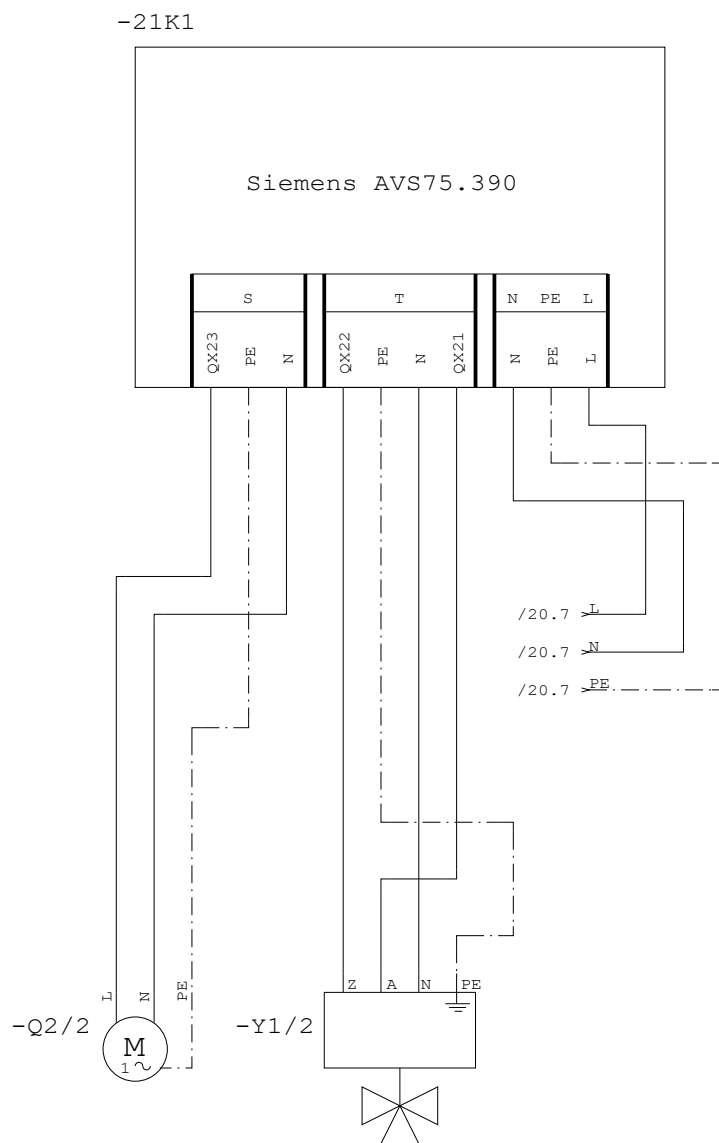 -21K1
Siemens AVS75.390
S
T
N PE L
QX23 PE N
QX22 PE N QX21
N PE L
/20.7 L
/20.7 N
/20.7 PE
L N PE
Z A N PE
-Q2/2
M
1~
-Y1/2